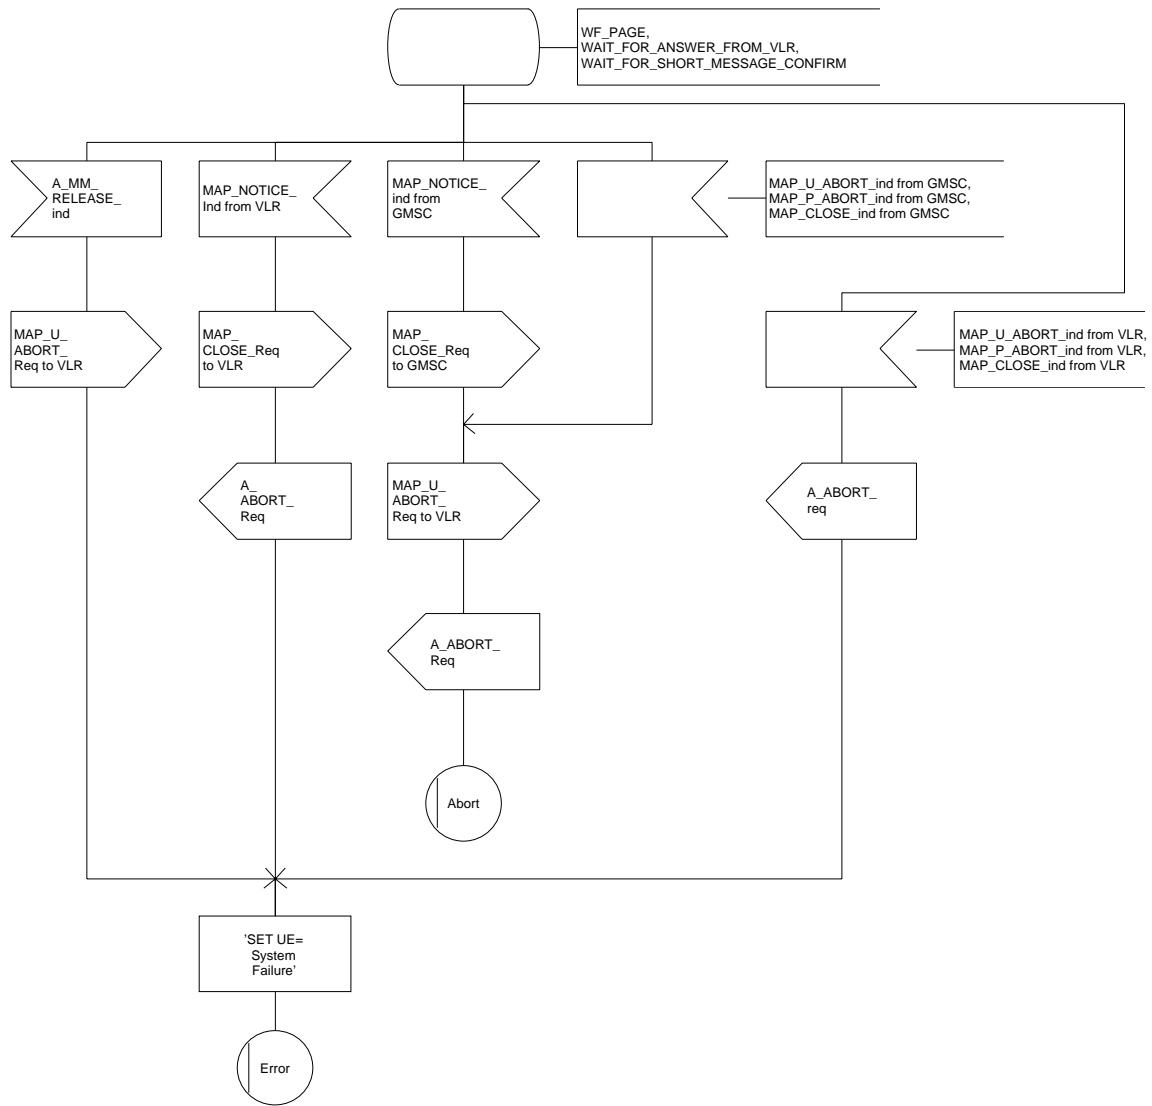 WF_PAGE,
WAIT_FOR_ANSWER_FROM_VLR,
WAIT_FOR_SHORT_MESSAGE_CONFIRM
A_MM_
RELEASE_
ind
MAP_NOTICE_
Ind from VLR
MAP_NOTICE_
ind from
GMSC
MAP_U_ABORT_ind from GMSC,
MAP_P_ABORT_ind from GMSC,
MAP_CLOSE_ind from GMSC
MAP_U_
ABORT_
Req to VLR
MAP_
CLOSE_Req
to VLR
MAP_
CLOSE_Req
to GMSC
MAP_U_ABORT_ind from VLR,
MAP_P_ABORT_ind from VLR,
MAP_CLOSE_ind from VLR
A_
ABORT_
Req
MAP_U_
ABORT_
Req to VLR
A_ABORT_
req
A_ABORT_
Req
Abort
'SET UE=
System
Failure'
Error